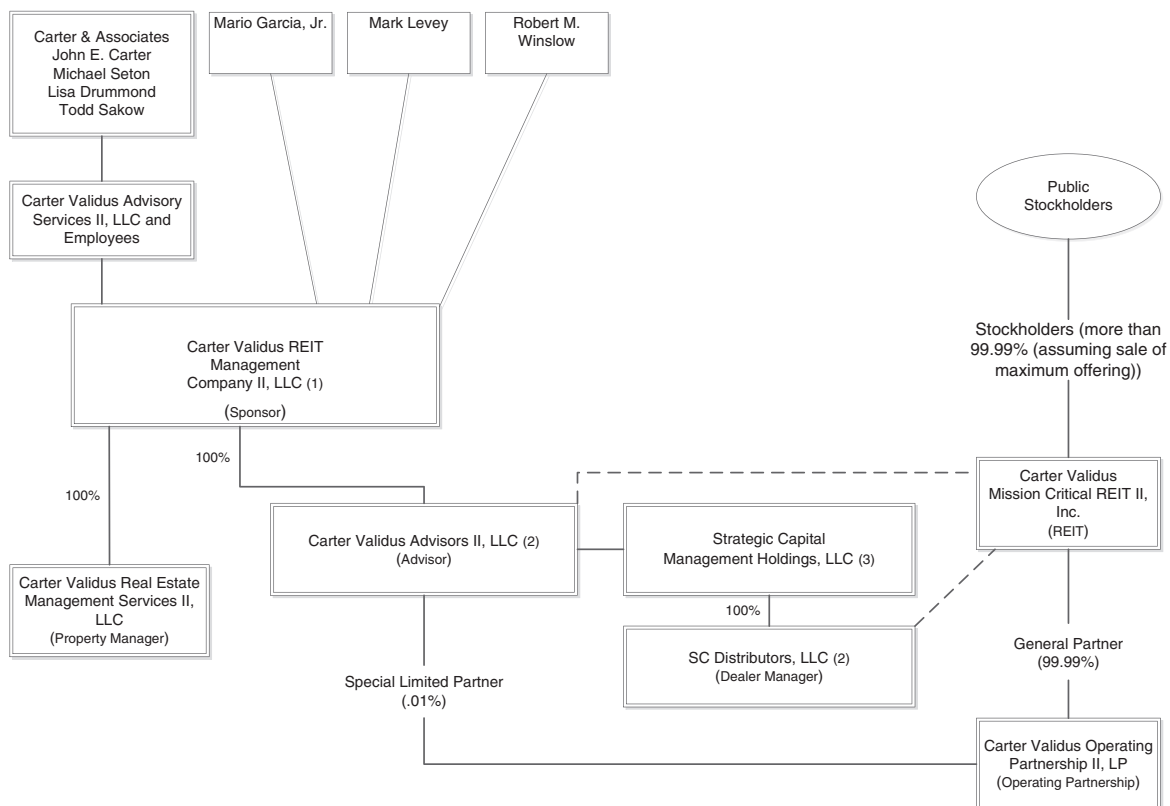 Carter & Associates
John E. Carter
Michael Seton
Lisa Drummond
Todd Sakow
Mario Garcia, Jr.
Mark Levey
Robert M.
Winslow
Carter Validus Advisory
Services II, LLC and
Employees
Public
Stockholders
Carter Validus REIT
Management
Company II, LLC (1)
(Sponsor)
Stockholders (more than
99.99% (assuming sale of
maximum offering))
100%
100%
Carter Validus Advisors II, LLC (2)
(Advisor)
Strategic Capital
Management Holdings, LLC (3)
Carter Validus
Mission Critical REIT II,
Inc.
(REIT)
Carter Validus Real Estate
Management Services II,
LLC
(Property Manager)
100%
SC Distributors, LLC (2)
(Dealer Manager)
General Partner
(99.99%)
Special Limited Partner
(.01%)
Carter Validus Operating
Partnership II, LP
(Operating Partnership)